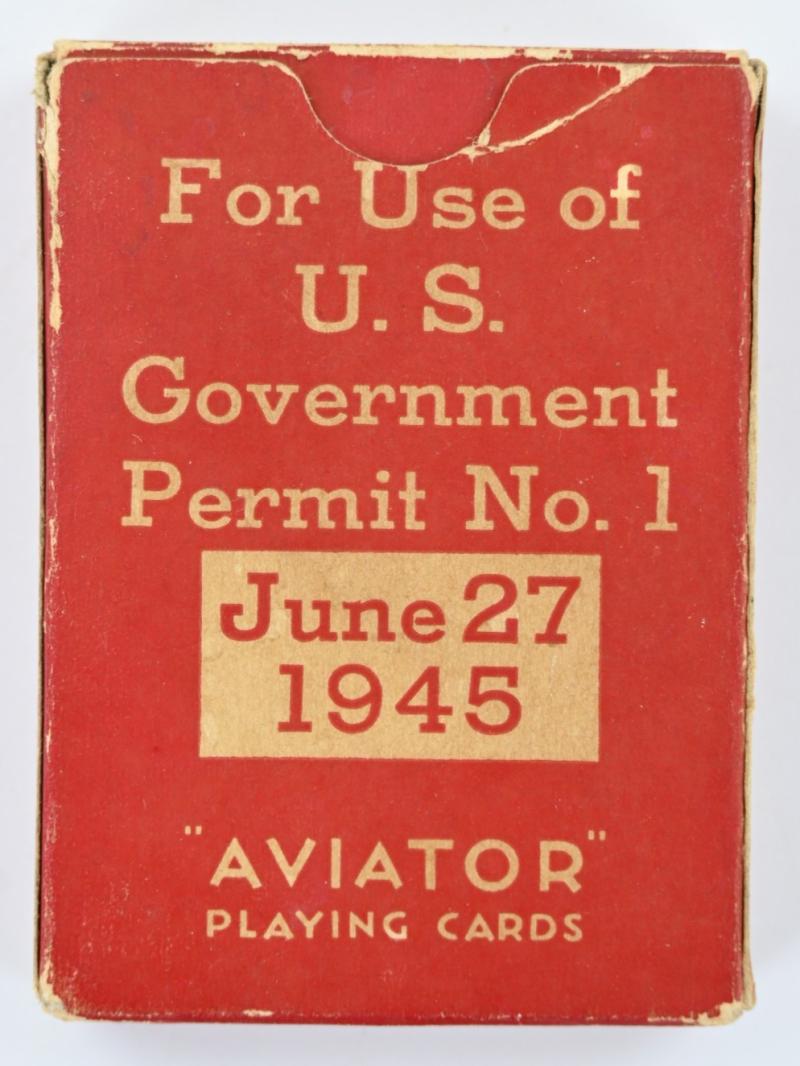 For Use of
U. S.
Government
Permit No. 1
June 27
1945
"AVIATOR"
PLAYING CARDS